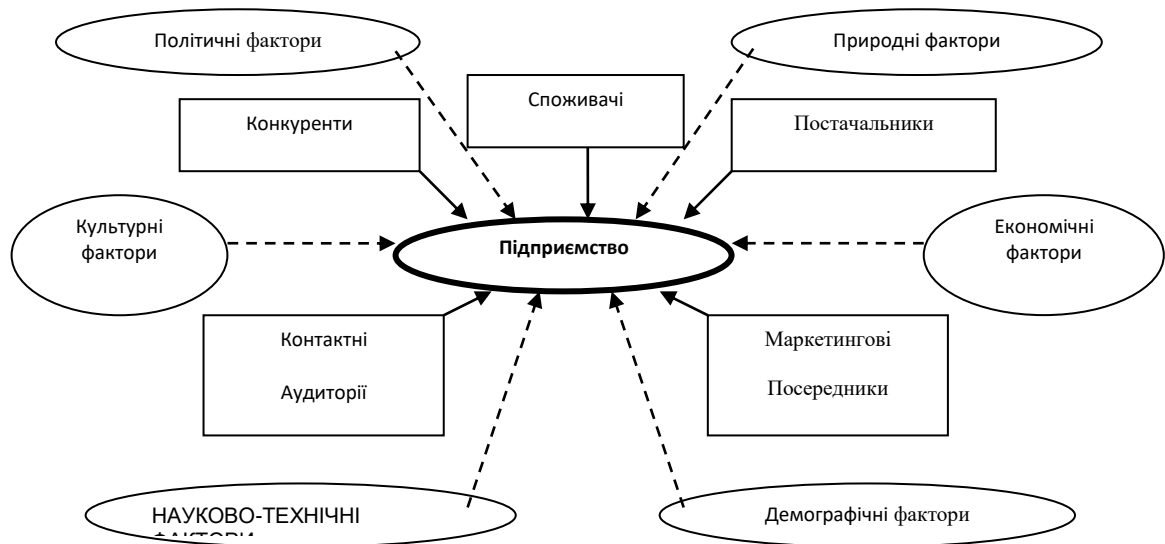 Політичні фактори
Природні фактори
Споживачі
Конкуренти
Постачальники
Культурні
фактори
Підприємство
Економічні
фактори
Контактні
Аудиторії
Маркетингові
Посередники
НАУКОВО-ТЕХНІЧНІ
ФАКТОРИ
Демографічні фактори